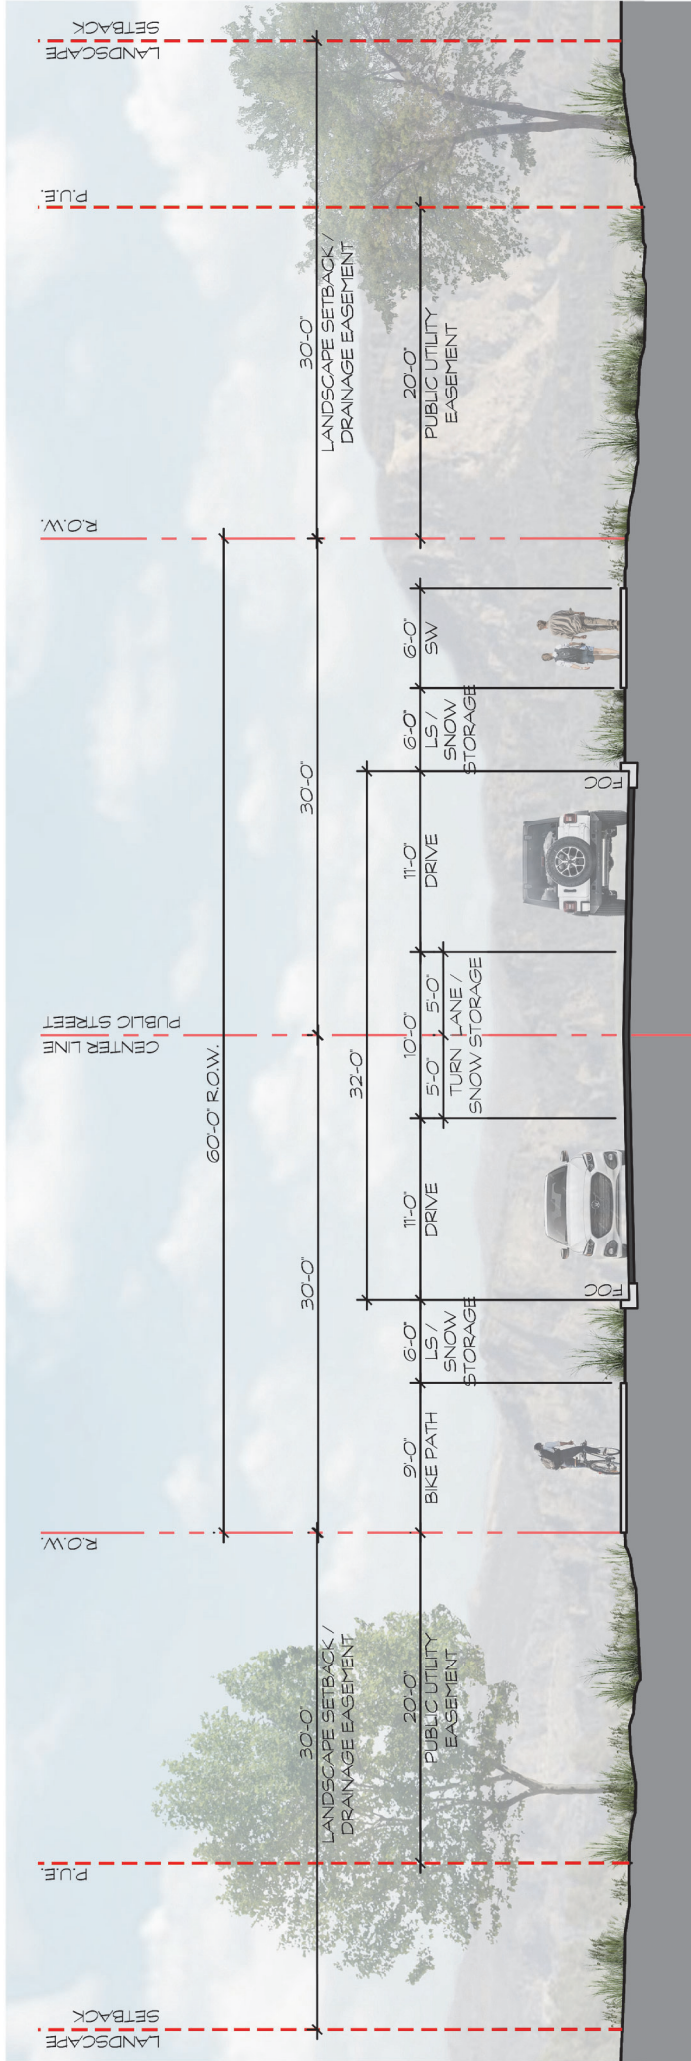 LANDSCAPE
SETBACK
P.U.E.
R.O.W.
CENTER LINE
PUBLIC STREET
R.O.W.
P.U.E.
LANDSCAPE
SETBACK
60'-0" R.O.W.
30'-0"
LANDSCAPE SETBACK /
DRAINAGE EASEMENT
30'-0"
30'-0"
30'-0"
LANDSCAPE SETBACK /
DRAINAGE EASEMENT
32'-0"
20'-0"
PUBLIC UTILITY
EASEMENT
9'-0"
BIKE PATH
6'-0"
LS /
SNOW
STORAGE
11'-0"
DRIVE
10'-0"
5'-0"
5'-0"
TURN LANE /
SNOW STORAGE
11'-0"
DRIVE
6'-0"
LS /
SNOW
STORAGE
6'-0"
SW
20'-0"
PUBLIC UTILITY
EASEMENT
FOC
FOC